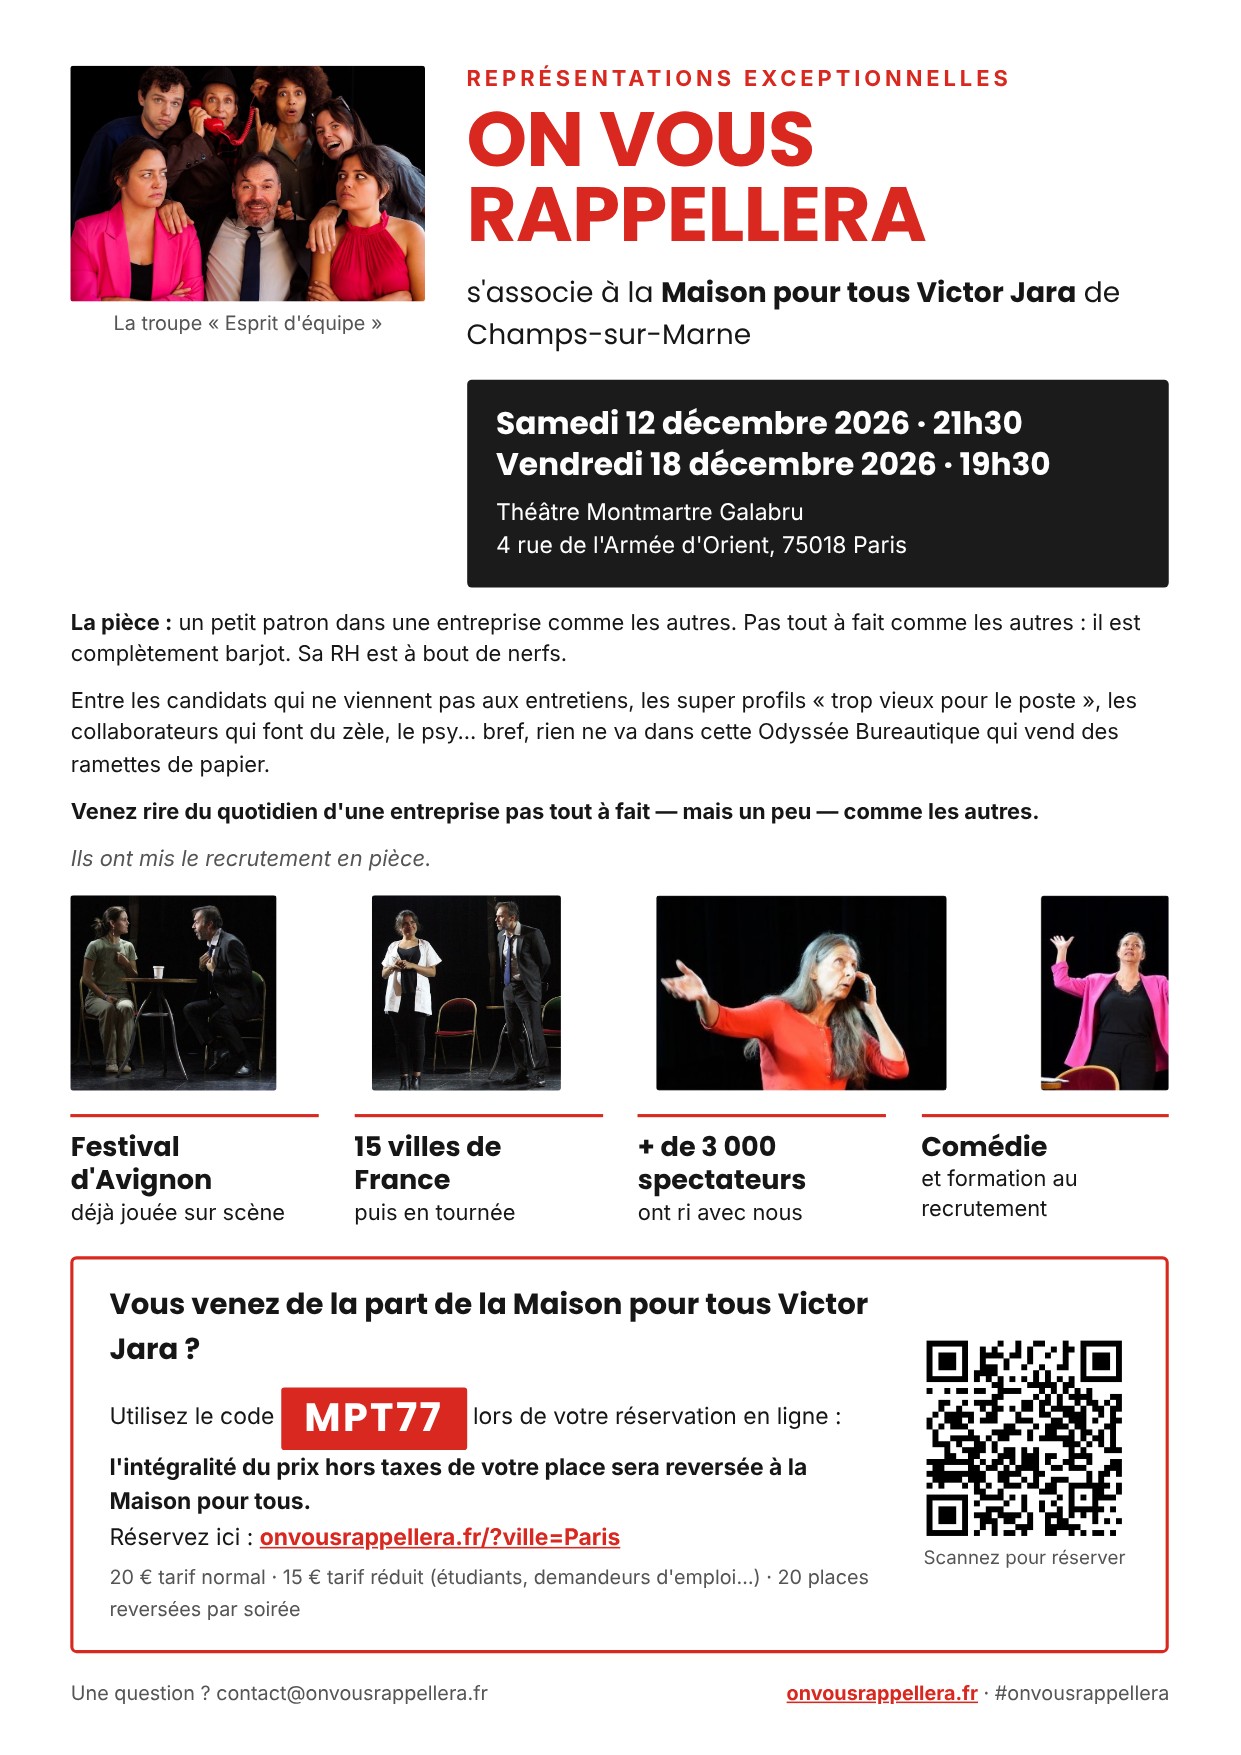 REPRÉSENTATIONS EXCEPTIONNELLES
ON VOUS
RAPPELLERA
s'associe à la Maison pour tous Victor Jara de
Champs-sur-Marne
La troupe « Esprit d'équipe »
Samedi 12 décembre 2026 · 21h30
Vendredi 18 décembre 2026 · 19h30
Théâtre Montmartre Galabru
4 rue de l'Armée d'Orient, 75018 Paris
La pièce : un petit patron dans une entreprise comme les autres. Pas tout à fait comme les autres : il est
complètement barjot. Sa RH est à bout de nerfs.
Entre les candidats qui ne viennent pas aux entretiens, les super profils « trop vieux pour le poste », les
collaborateurs qui font du zèle, le psy... bref, rien ne va dans cette Odyssée Bureautique qui vend des
ramettes de papier.
Venez rire du quotidien d'une entreprise pas tout à fait — mais un peu — comme les autres.
Ils ont mis le recrutement en pièce.
Festival
d'Avignon
déjà jouée sur scène
15 villes de
France
puis en tournée
+ de 3 000
spectateurs
ont ri avec nous
Comédie
et formation au
recrutement
Vous venez de la part de la Maison pour tous Victor
Jara ?
Utilisez le code MPT77 lors de votre réservation en ligne :
l'intégralité du prix hors taxes de votre place sera reversée à la
Maison pour tous.
Réservez ici : onvousrappellera.fr/?ville=Paris
20 € tarif normal · 15 € tarif réduit (étudiants, demandeurs d'emploi...) · 20 places
reversées par soirée
Scannez pour réserver
Une question ? contact@onvousrappellera.fr
onvousrappellera.fr · #onvousrappellera